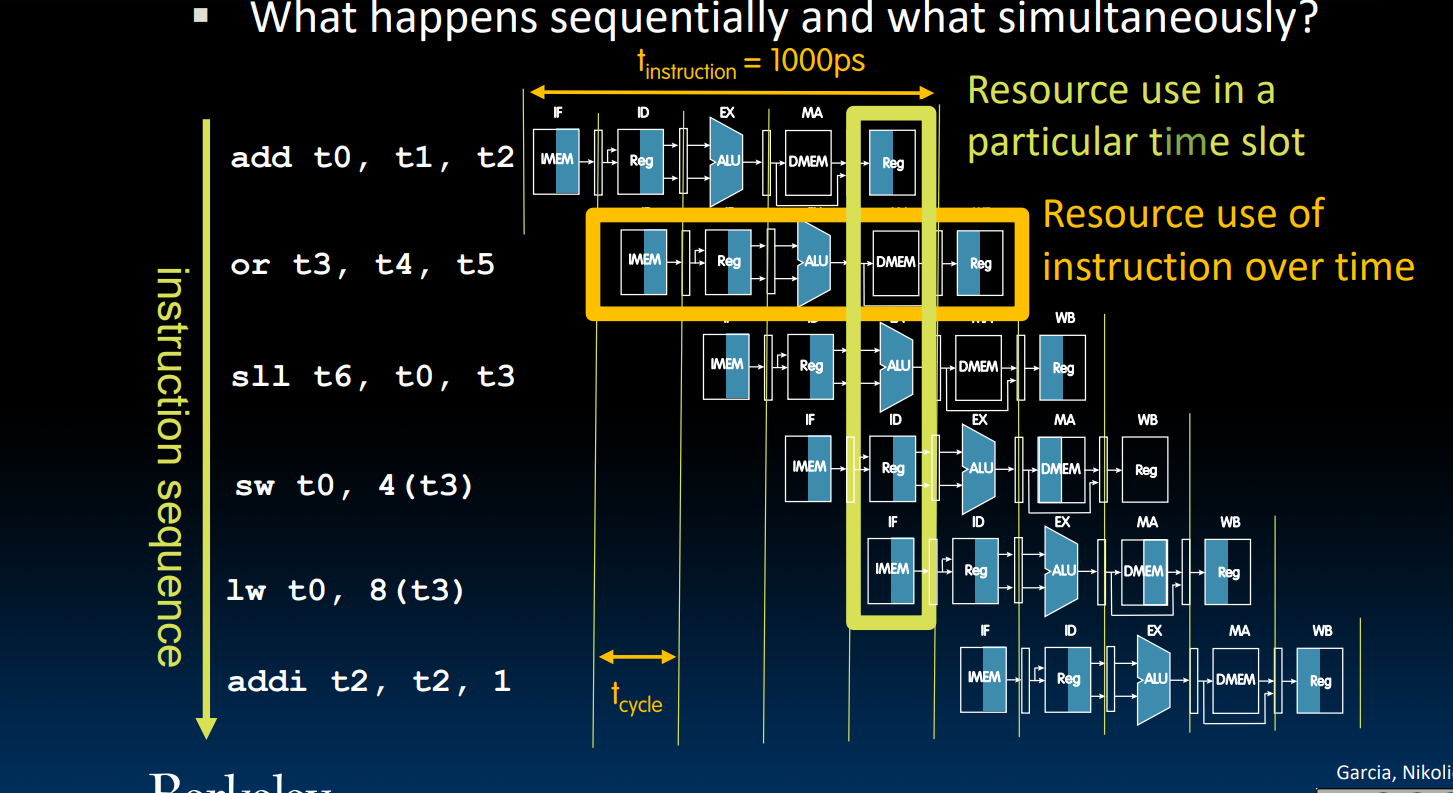 ▪ What happens sequentially and what simultaneously?
tinstruction = 1000ps
Resource use in a
particular time slot
Resource use of
instruction over time
instruction sequence
add t0, t1, t2
IF ID EX MA
IMEM Reg ALU DMEM Reg
or t3, t4, t5
IMEM Reg ALU DMEM Reg
sll t6, t0, t3
WB
IMEM Reg ALU DMEM Reg
sw t0, 4(t3)
IF ID EX MA WB
IMEM Reg ALU DMEM Reg
lw t0, 8(t3)
IF ID EX MA WB
IMEM Reg ALU DMEM Reg
addi t2, t2, 1
IF ID EX MA WB
IMEM Reg ALU DMEM Reg
tcycle
Berkeley
Garcia, Nikoli